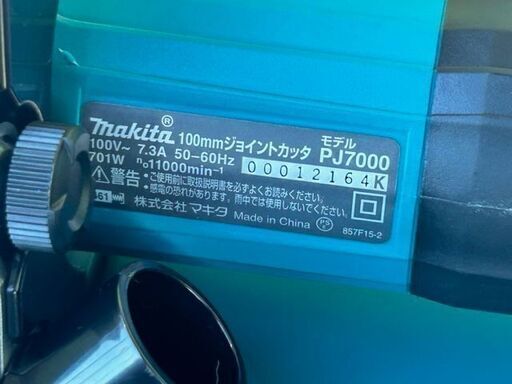 makita® 100mmジョイントカッタ モデル PJ7000
100V~ 7.3A 50-60Hz
701W n₀11000min⁻¹ 00012164K
⚠警告・ご使用前に取扱説明書を必ずよくお読みください。
・感電の恐れがあります。雨中では使用しないでください。
61 株式会社マキタ Made in China PS E
857F15-2